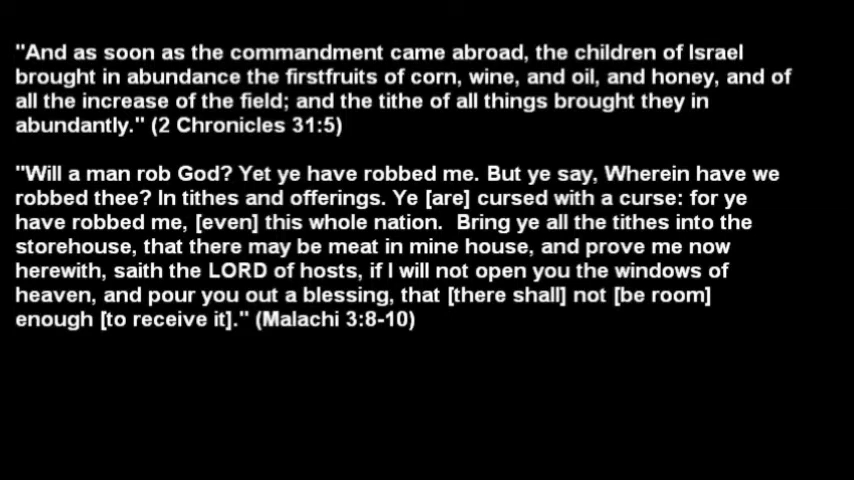 "And as soon as the commandment came abroad, the children of Israel
brought in abundance the firstfruits of corn, wine, and oil, and honey, and of
all the increase of the field; and the tithe of all things brought they in
abundantly." (2 Chronicles 31:5)
"Will a man rob God? Yet ye have robbed me. But ye say, Wherein have we
robbed thee? In tithes and offerings. Ye [are] cursed with a curse: for ye
have robbed me, [even] this whole nation.  Bring ye all the tithes into the
storehouse, that there may be meat in mine house, and prove me now
herewith, saith the LORD of hosts, if I will not open you the windows of
heaven, and pour you out a blessing, that [there shall] not [be room]
enough [to receive it]." (Malachi 3:8-10)